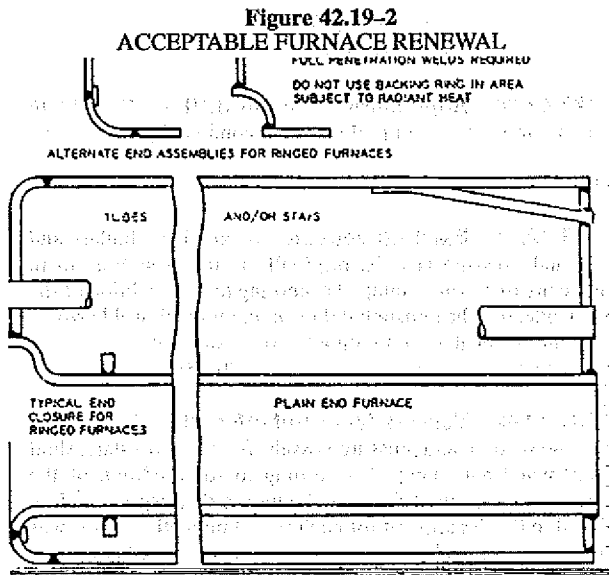 Figure 42.19–2
ACCEPTABLE FURNACE RENEWAL
FULL PENETRATION WELDS REQUIRED
DO NOT USE BACKING RING IN AREA
SUBJECT TO RADIANT HEAT
ALTERNATE END ASSEMBLIES FOR RINGED FURNACES
TUBES AND/OR STAYS
TYPICAL END
CLOSURE FOR
RINGED FURNACES
PLAIN END FURNACE